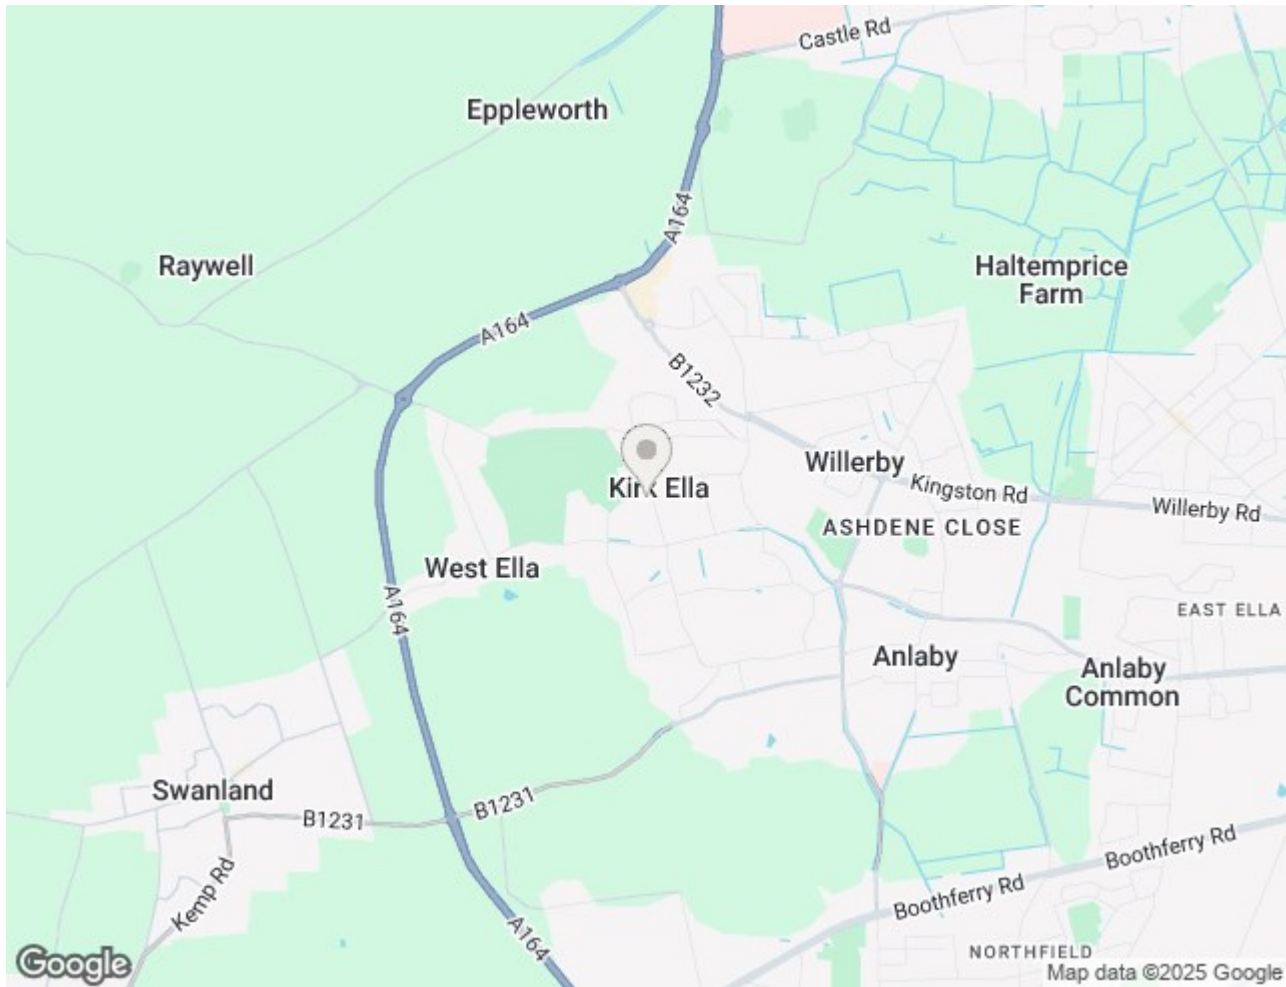 Castle Rd
Eppleworth
A164
Raywell
Haltemprice
Farm
A164
B1232
Willerby
Kirk Ella
Kingston Rd
Willerby Rd
ASHDENE CLOSE
West Ella
A164
EAST ELLA
Anlaby
Anlaby
Common
Swanland
B1231
B1231
Boothferry Rd
Kemp Rd
Boothferry Rd
A164
NORTHFIELD
Google
Map data ©2025 Google